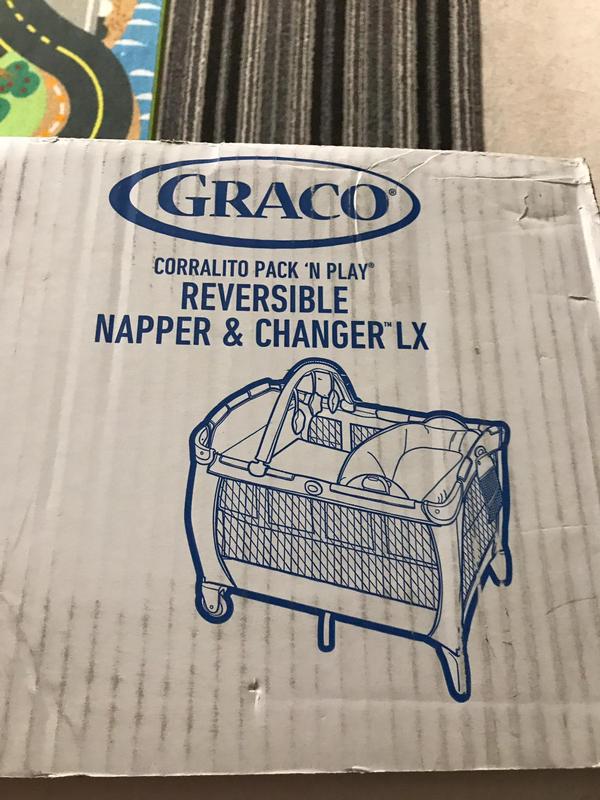 GRACO®
CORRALITO PACK 'N PLAY®
REVERSIBLE
NAPPER & CHANGER™ LX